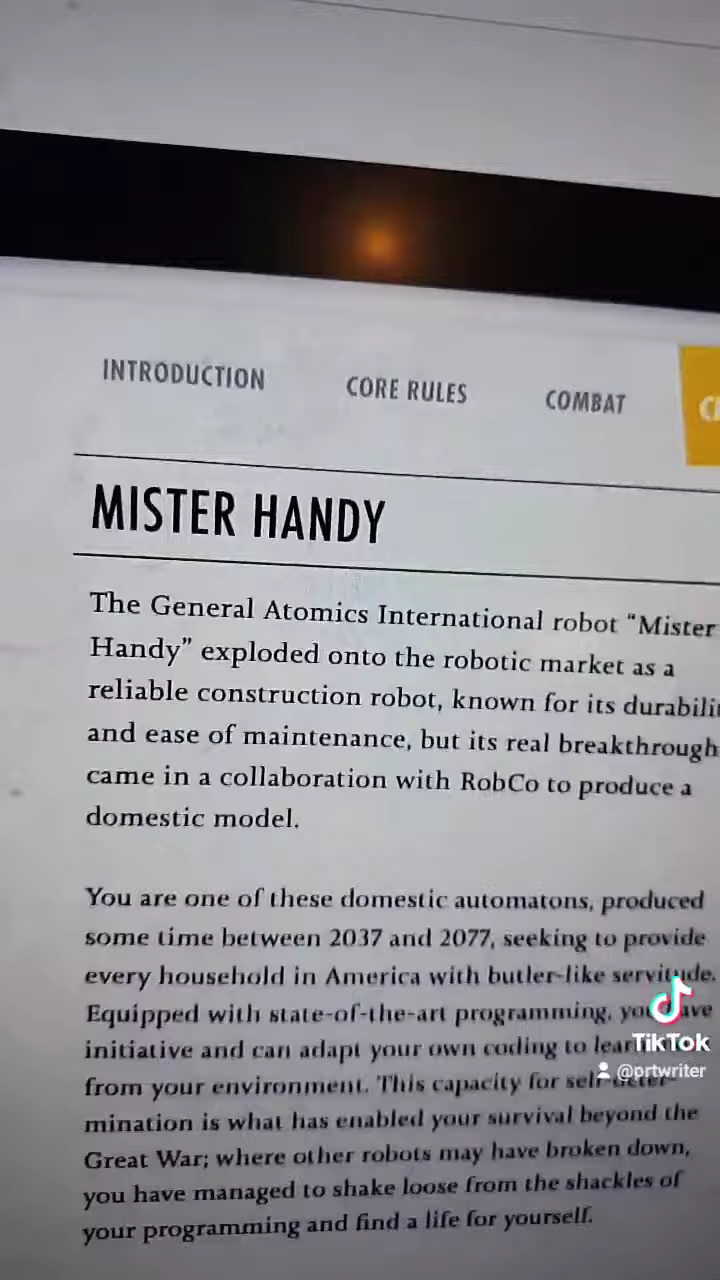 INTRODUCTION CORE RULES COMBAT
MISTER HANDY
The General Atomics International robot “Mister
Handy” exploded onto the robotic market as a
reliable construction robot, known for its durabili
and ease of maintenance, but its real breakthrough
came in a collaboration with RobCo to produce a
domestic model.
You are one of these domestic automatons, produced
some time between 2037 and 2077, seeking to provide
every household in America with butler-like servitude.
Equipped with state-of-the-art programming,
initiative and can adapt your own coding to
from your environment. This capacity for self-deter-
mination is what has enabled your survival beyond the
Great War; where other robots may have broken down,
you have managed to shake loose from the shackles of
your programming and find a life for yourself.
TikTok
@prtwriter